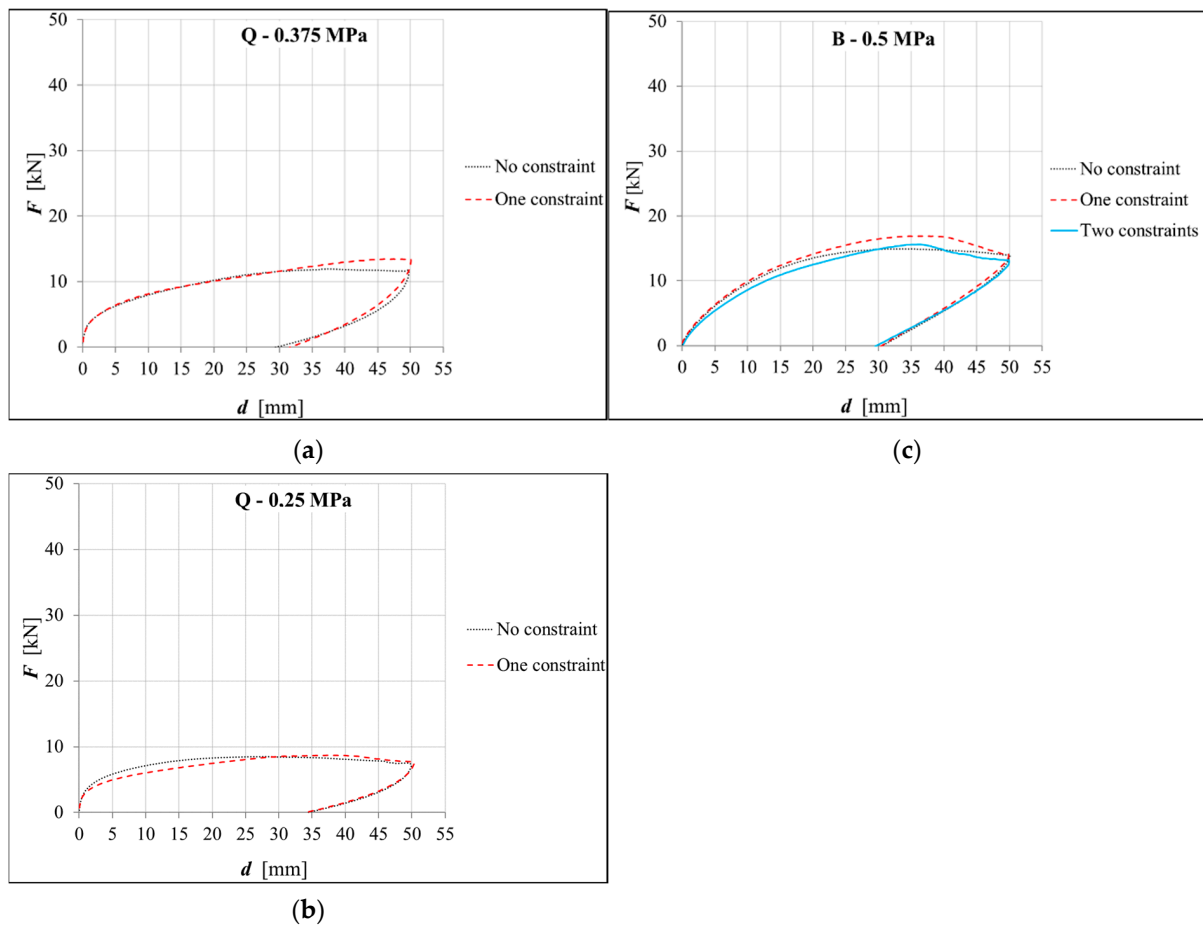 Q - 0.375 MPa
50
40
30
20
10
0
F [kN]
0 5 10 15 20 25 30 35 40 45 50 55
d [mm]
No constraint
One constraint
(a)
B - 0.5 MPa
50
40
30
20
10
0
F [kN]
0 5 10 15 20 25 30 35 40 45 50 55
d [mm]
No constraint
One constraint
Two constraints
(c)
Q - 0.25 MPa
50
40
30
20
10
0
F [kN]
0 5 10 15 20 25 30 35 40 45 50 55
d [mm]
No constraint
One constraint
(b)